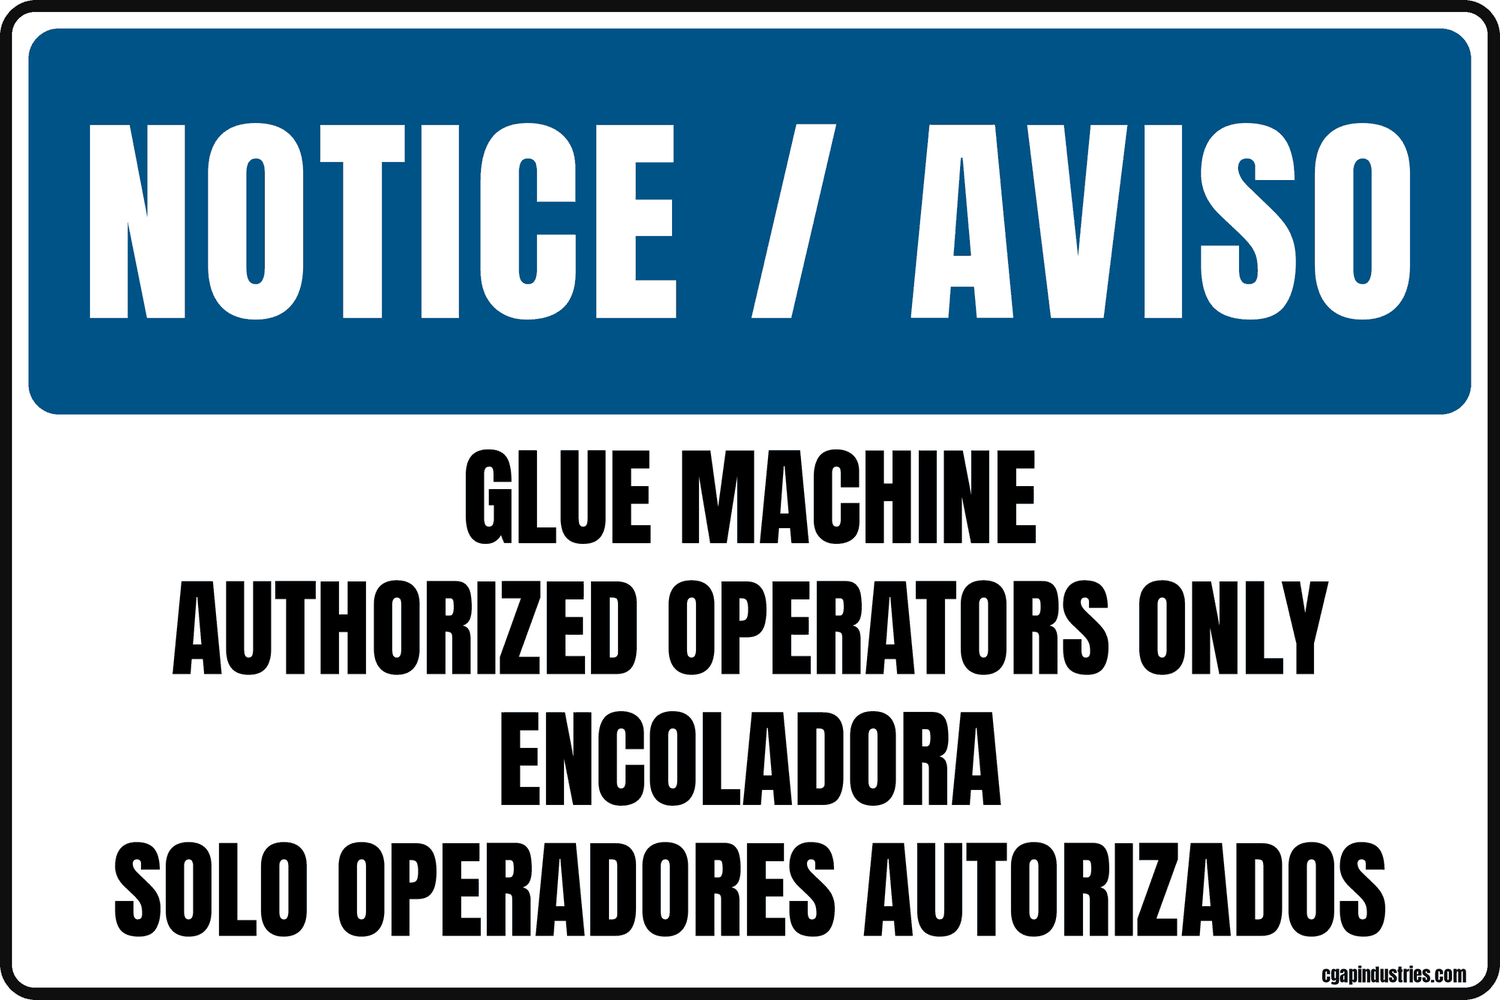 NOTICE / AVISO
GLUE MACHINE
AUTHORIZED OPERATORS ONLY
ENCOLADORA
SOLO OPERADORES AUTORIZADOS
cgapindustries.com